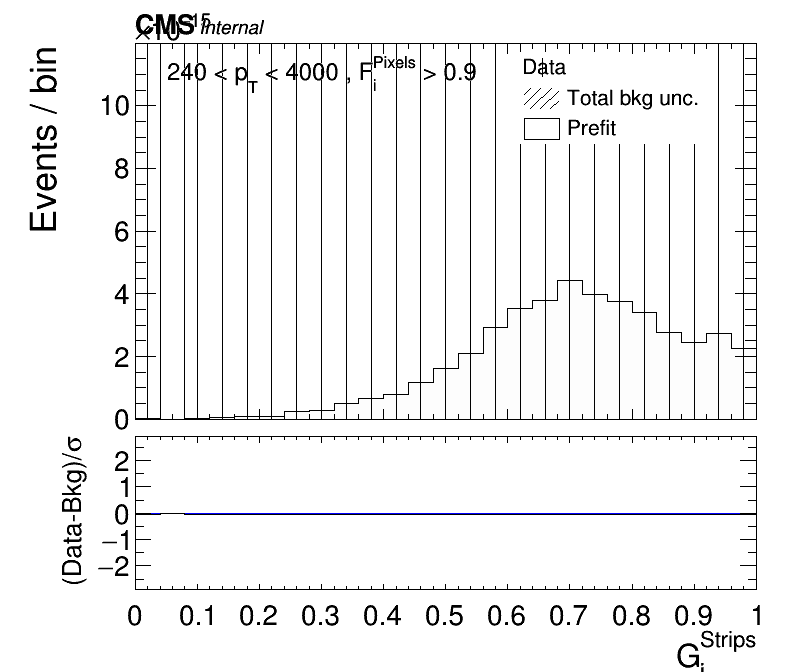 CMS Internal
×10^15
240 < p_T < 4000 , F_i^Pixels > 0.9
Data
Total bkg unc.
Prefit
Events / bin
10
8
6
4
2
0
(Data-Bkg)/σ
2
1
0
−1
−2
0 0.1 0.2 0.3 0.4 0.5 0.6 0.7 0.8 0.9 1
G_i^Strips